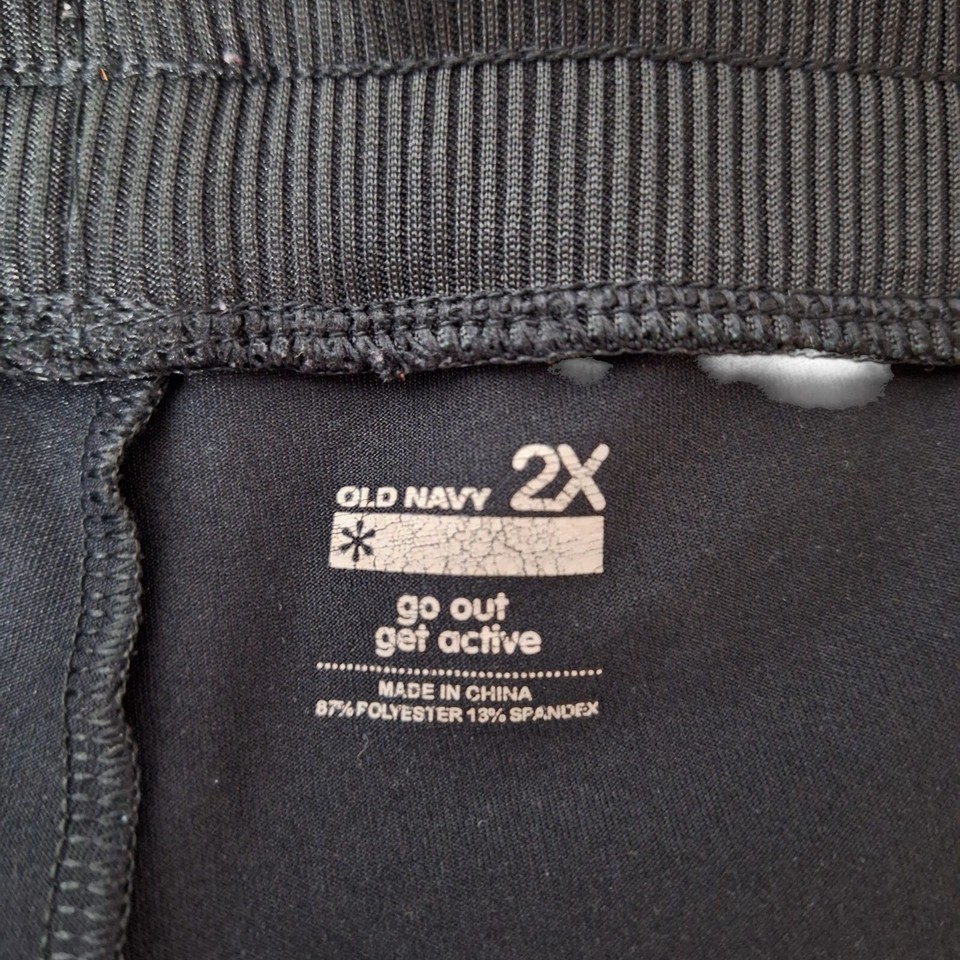 OLD NAVY 2X
*
go out
get active
MADE IN CHINA
87% POLYESTER 13% SPANDEX